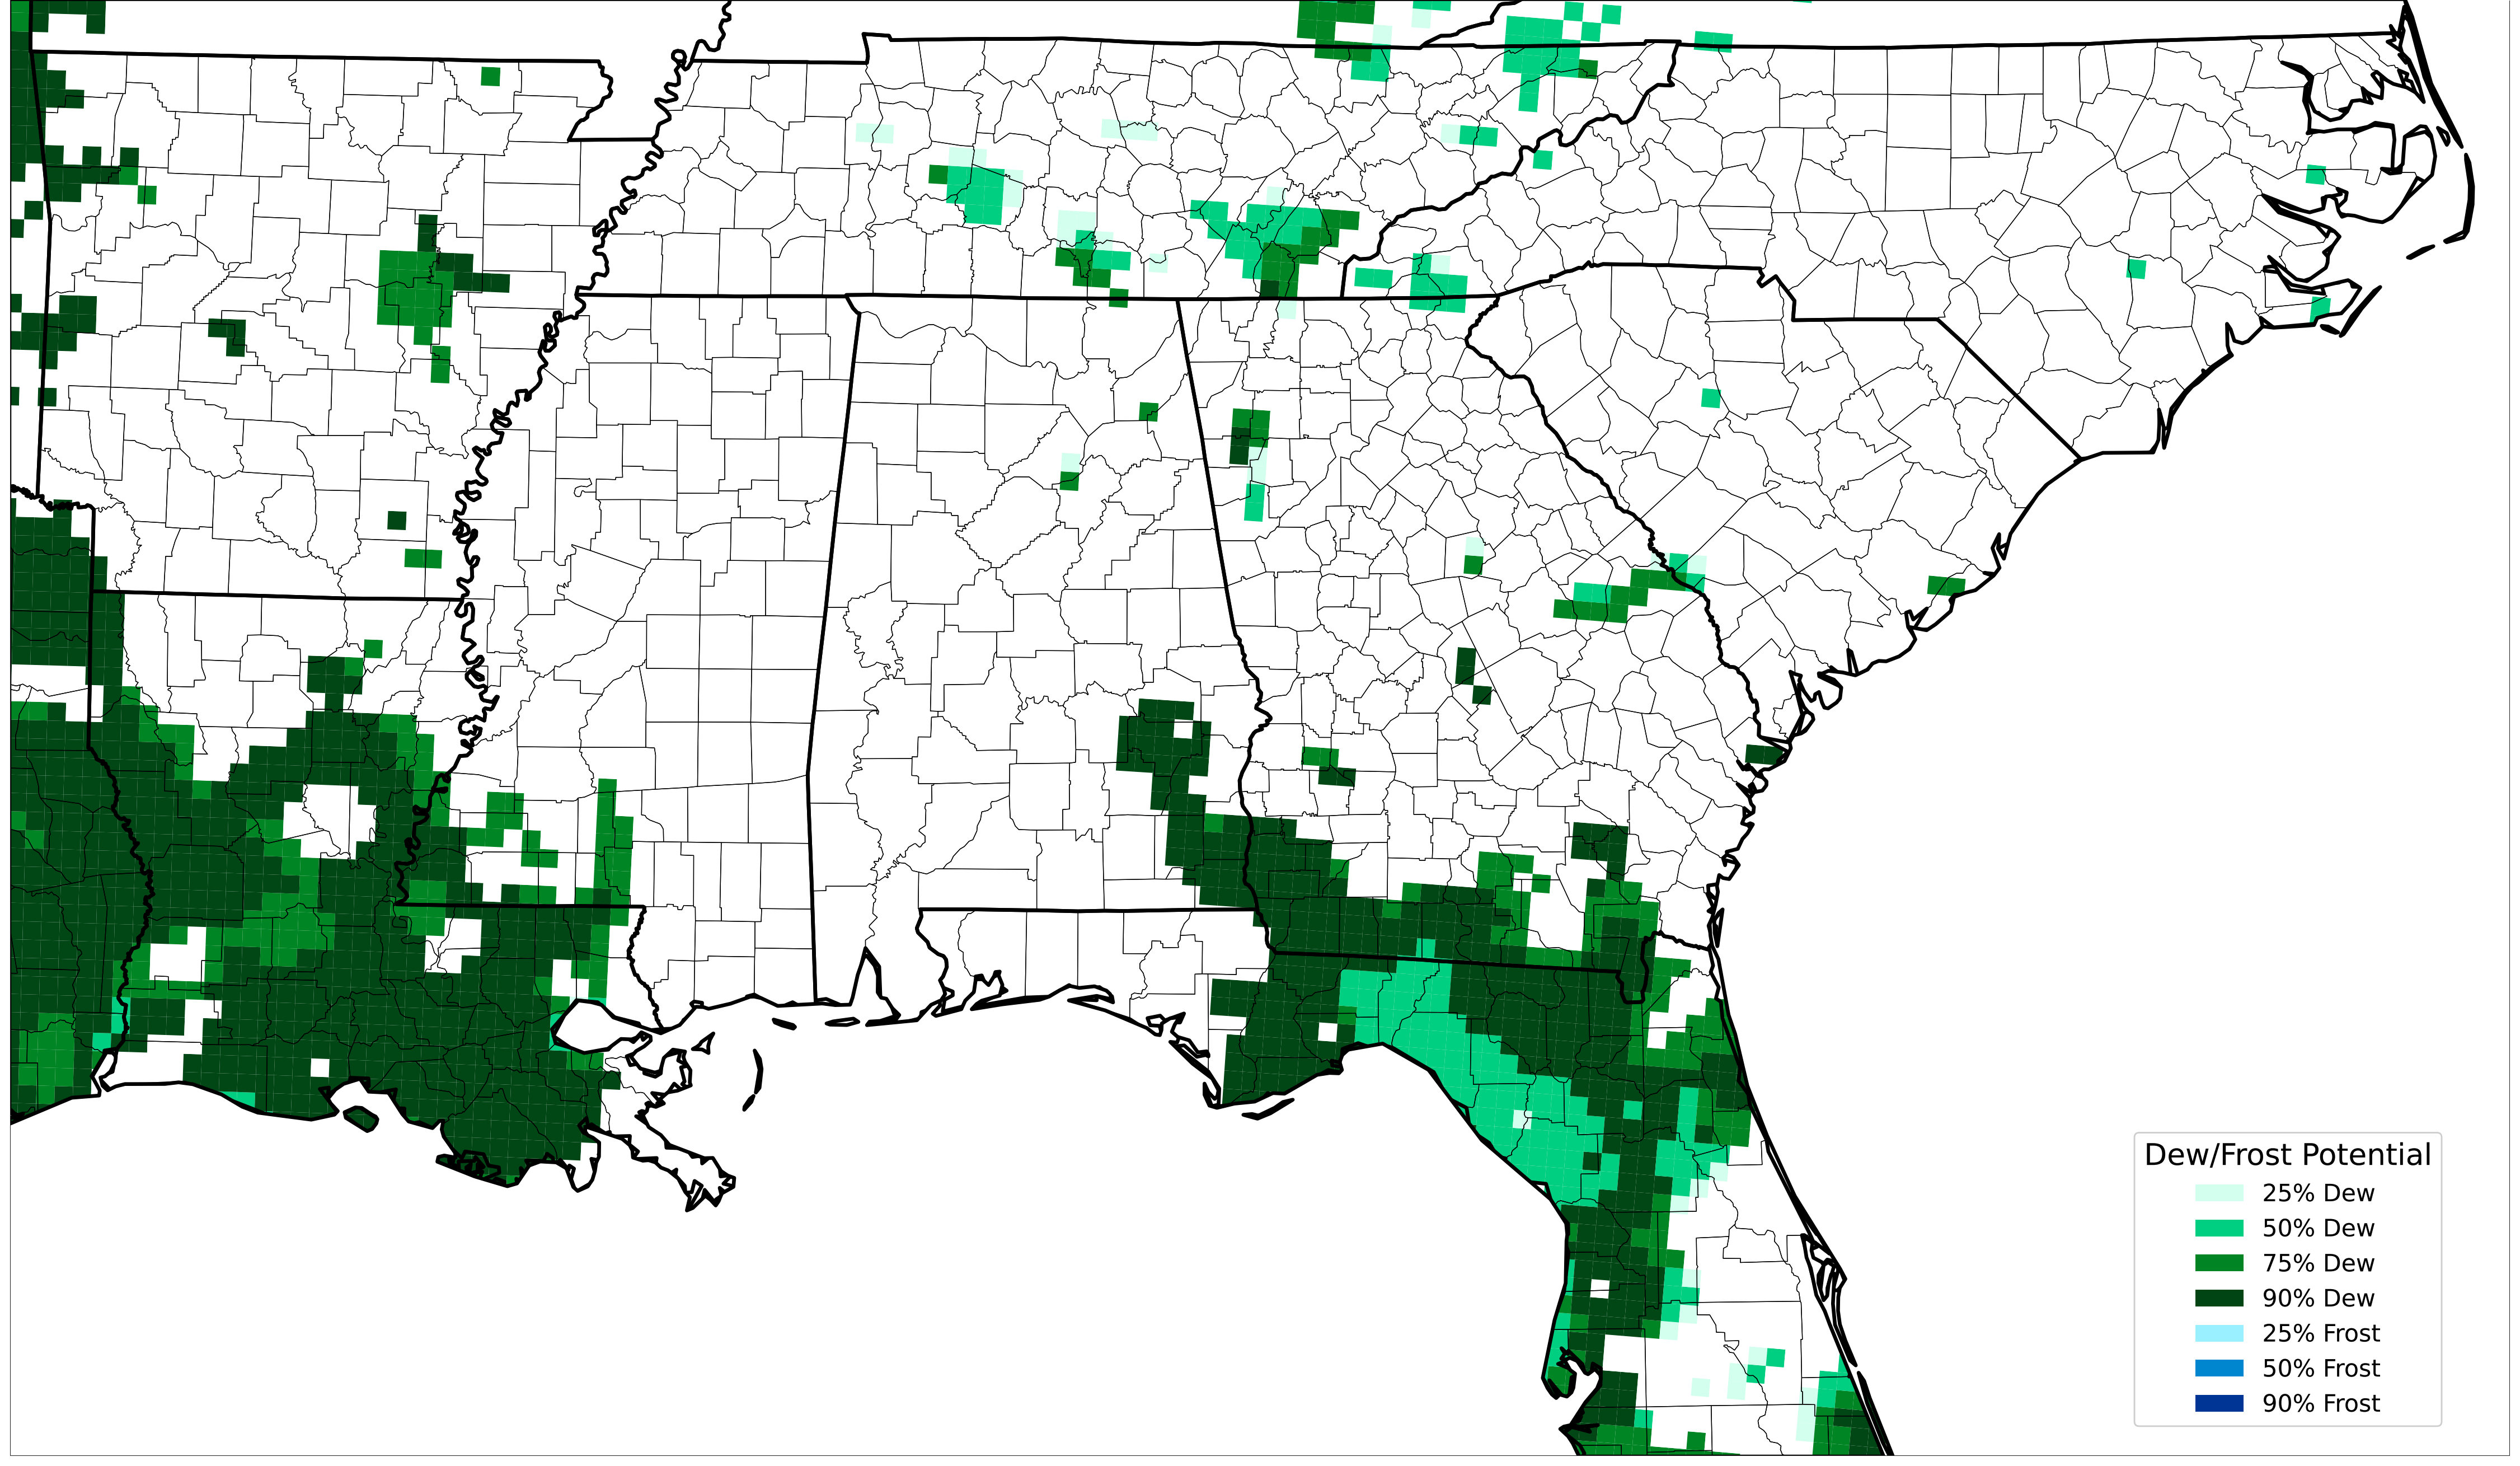 Dew/Frost Potential
25% Dew
50% Dew
75% Dew
90% Dew
25% Frost
50% Frost
90% Frost